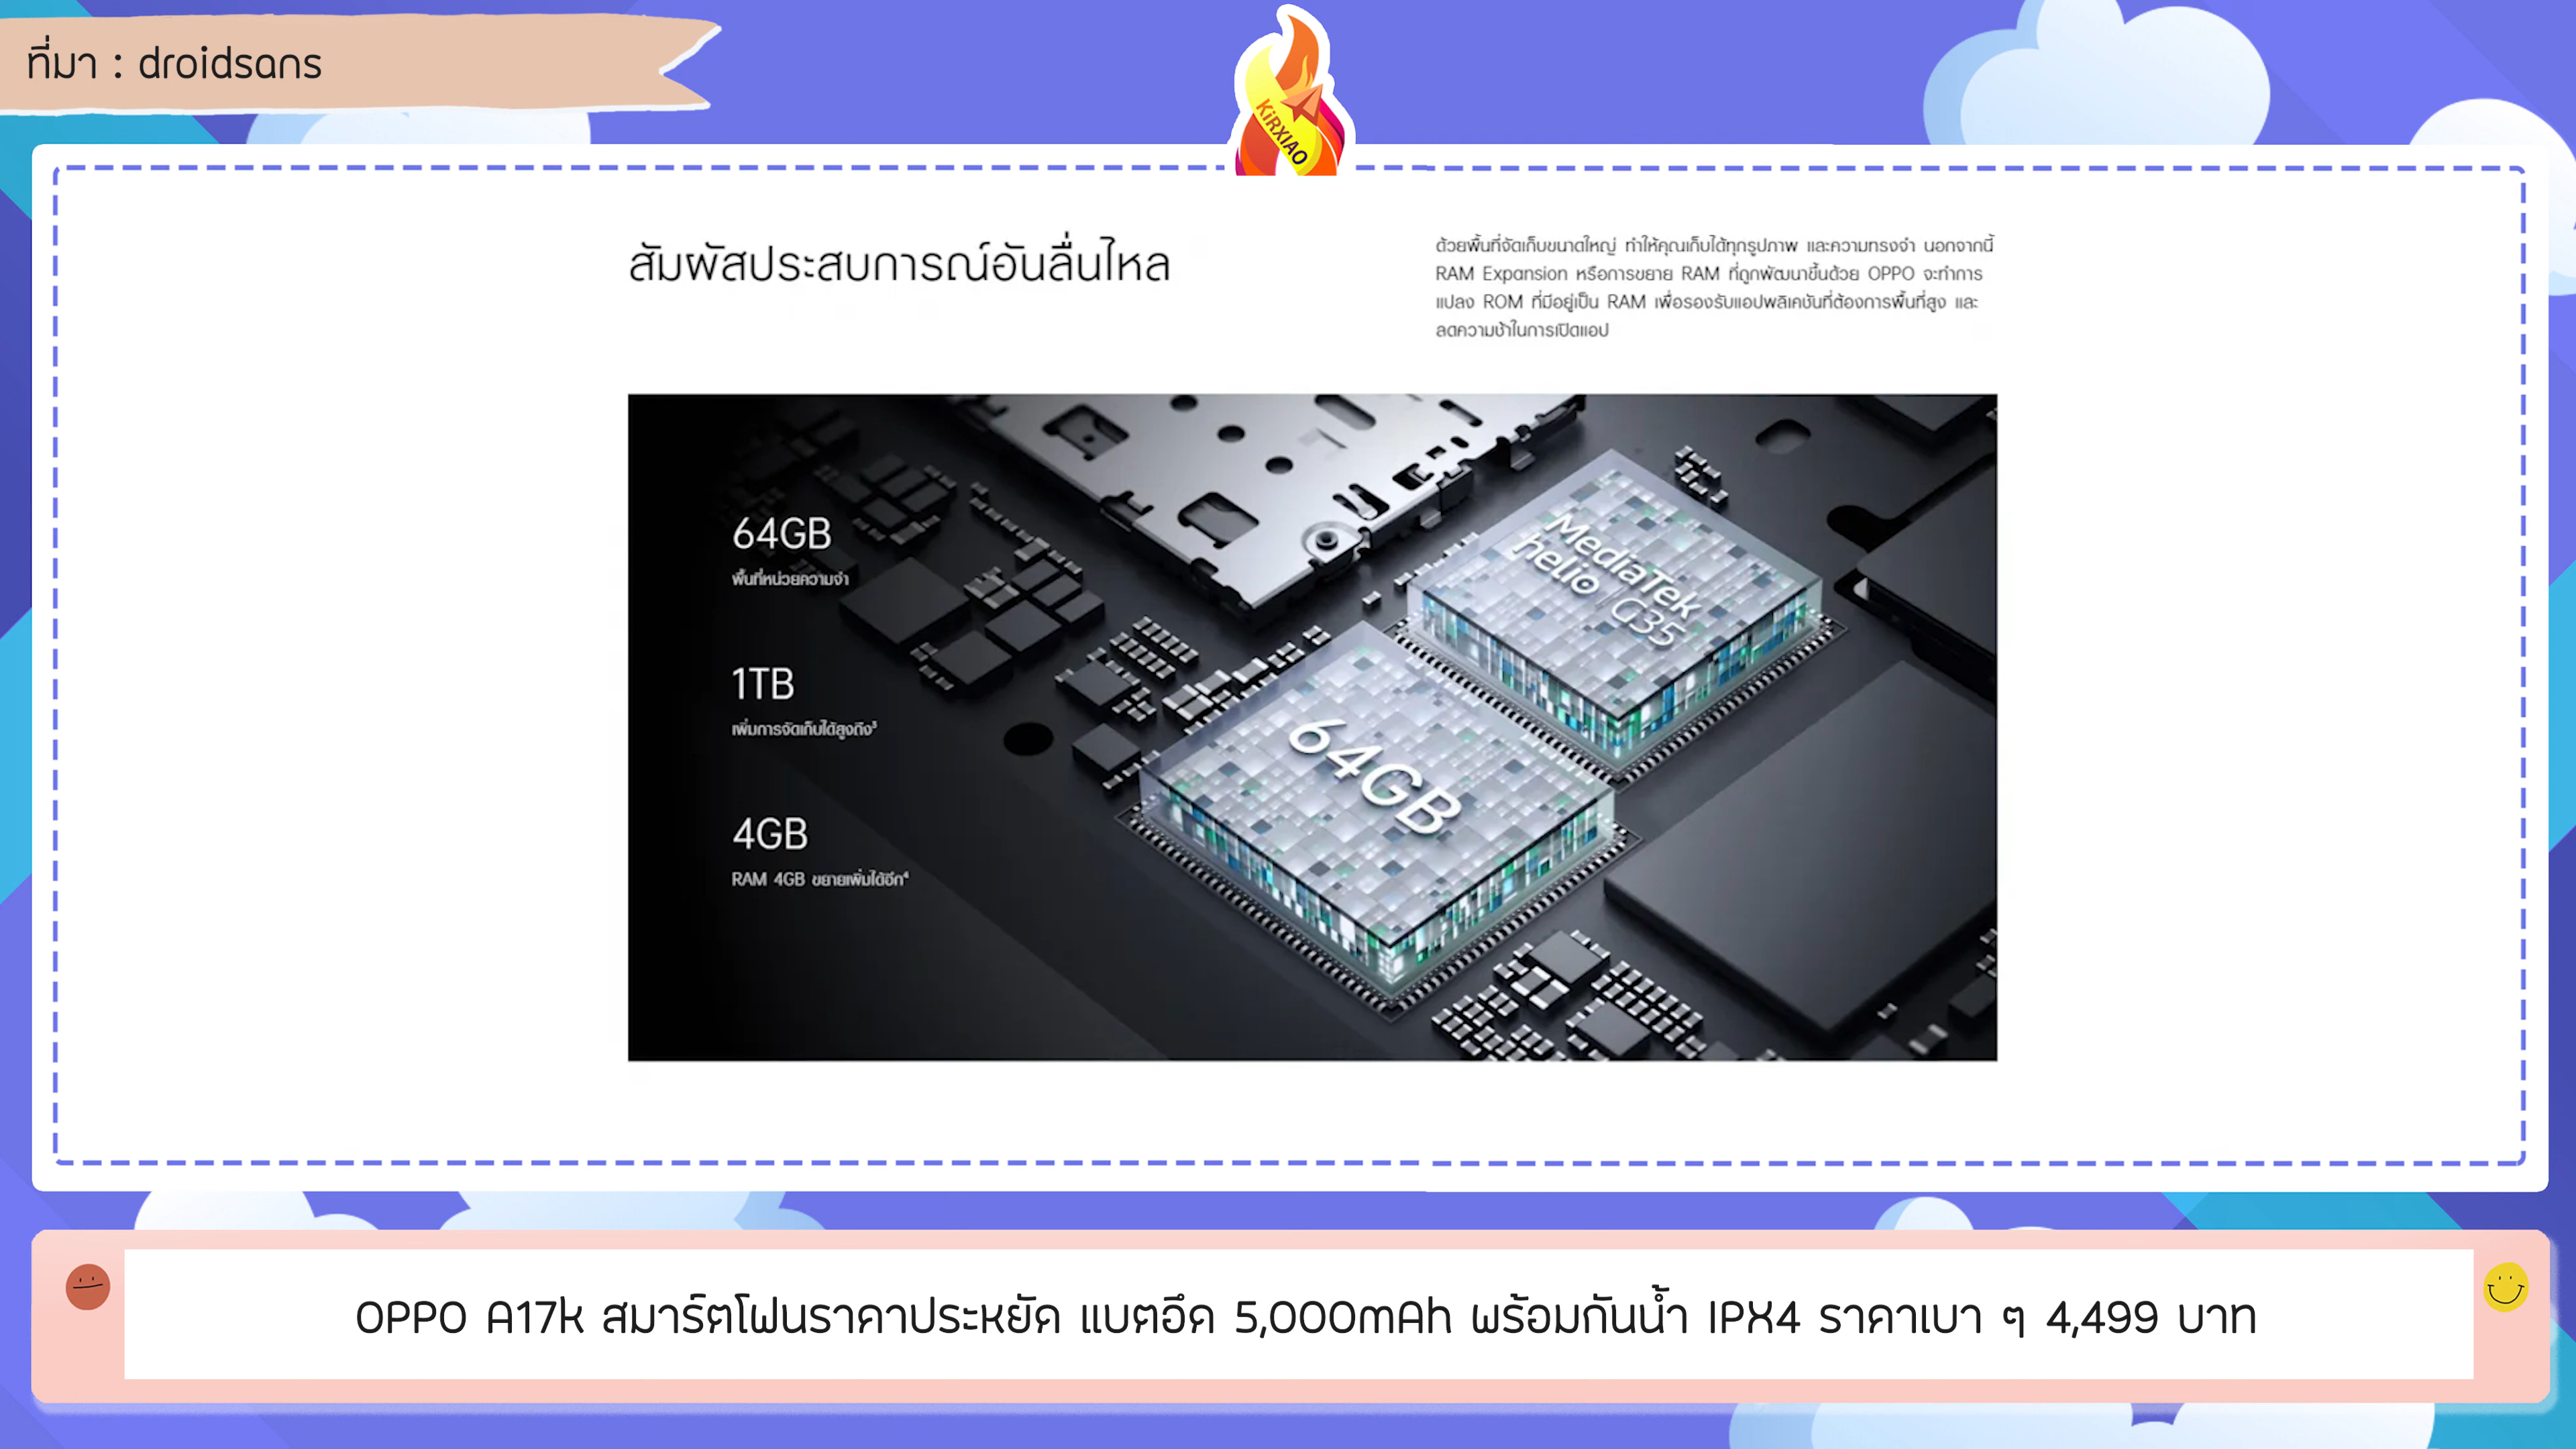 ที่มา : droidsans
KiRXIAO
สัมผัสประสบการณ์อันลื่นไหล
ด้วยพื้นที่จัดเก็บขนาดใหญ่ ทำให้คุณเก็บได้ทุกรูปภาพ และความทรงจำ นอกจากนี้
RAM Expansion หรือการขยาย RAM ที่ถูกพัฒนาขึ้นด้วย OPPO จะทำการ
แปลง ROM ที่มีอยู่เป็น RAM เพื่อรองรับแอปพลิเคชันที่ต้องการพื้นที่สูง และ
ลดความช้าในการเปิดแอป
64GB
พื้นที่หน่วยความจำ
1TB
เพิ่มการจัดเก็บได้สูงถึง³
4GB
RAM 4GB ขยายเพิ่มได้อีก⁴
MediaTek
helio G35
64GB
OPPO A17k สมาร์ตโฟนราคาประหยัด แบตอึด 5,000mAh พร้อมกันน้ำ IPX4 ราคาเบา ๆ 4,499 บาท